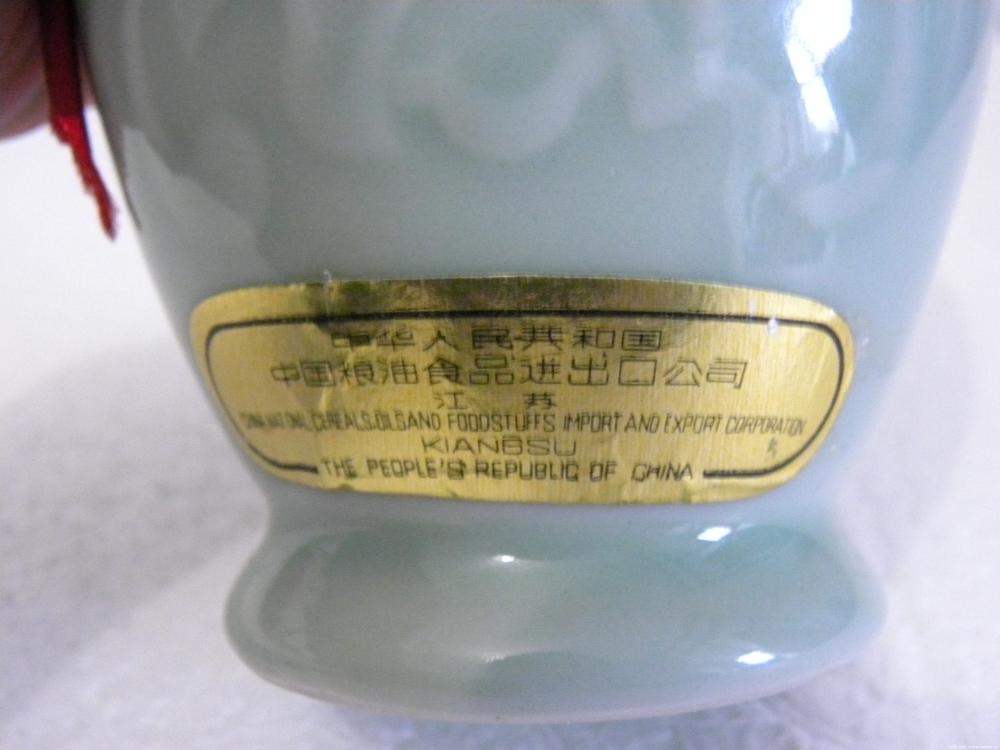 中华人民共和国
中国粮油食品进出口公司
江苏
CHINA NATIONAL CEREALS,OILS AND FOODSTUFFS IMPORT AND EXPORT CORPORATION
KIANGSU
THE PEOPLE'S REPUBLIC OF CHINA